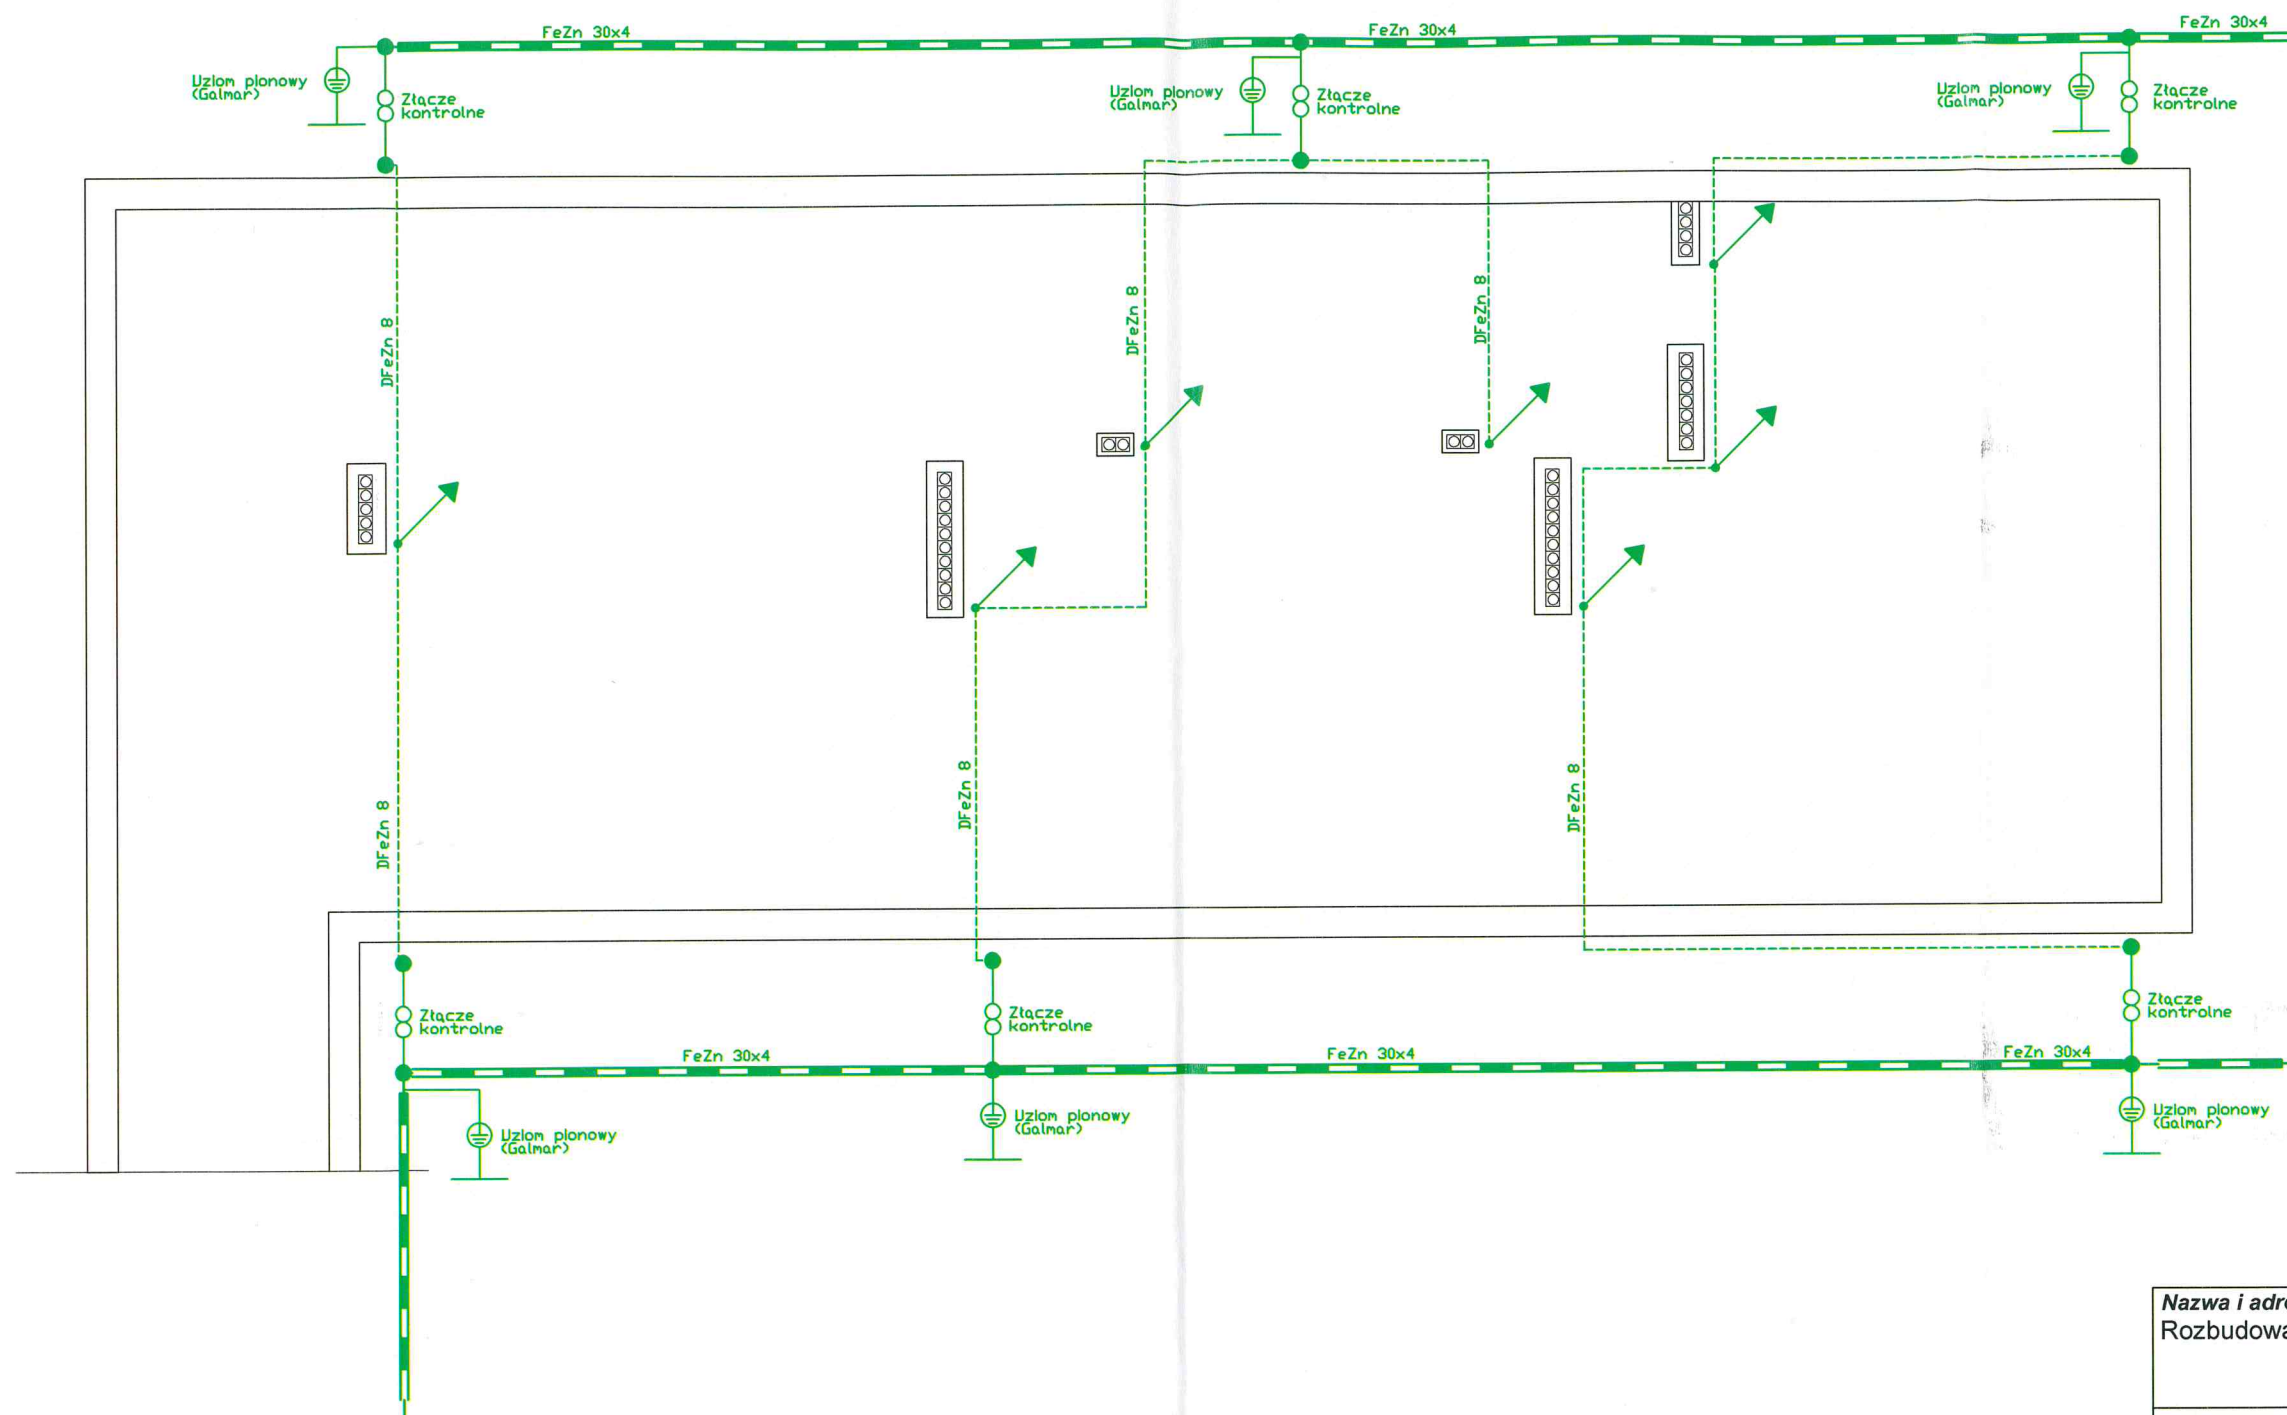 FeZn 30x4
FeZn 30x4
FeZn 30x4
Uziom pionowy
(Galmar)
Złącze
kontrolne
Uziom pionowy
(Galmar)
Złącze
kontrolne
Uziom pionowy
(Galmar)
Złącze
kontrolne
DFeZn 8
DFeZn 8
DFeZn 8
DFeZn 8
DFeZn 8
DFeZn 8
Złącze
kontrolne
Złącze
kontrolne
Złącze
kontrolne
FeZn 30x4
FeZn 30x4
FeZn 30x4
Uziom pionowy
(Galmar)
Uziom pionowy
(Galmar)
Uziom pionowy
(Galmar)
Nazwa i adre
Rozbudowa